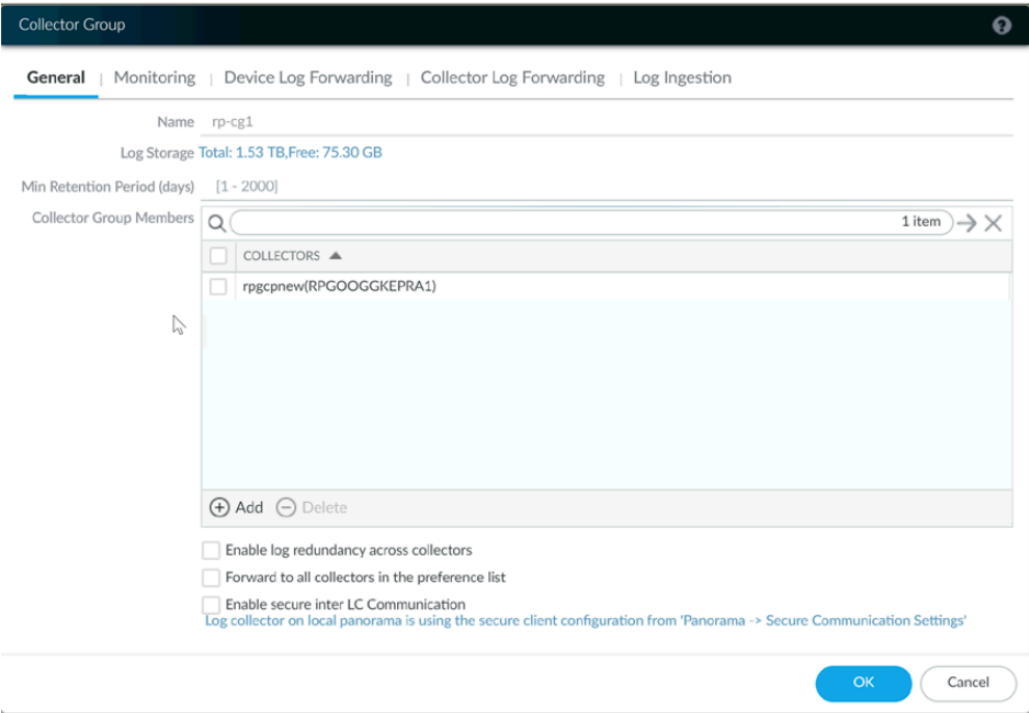 Collector Group
General | Monitoring | Device Log Forwarding | Collector Log Forwarding | Log Ingestion
Name rp-cg1
Log Storage Total: 1.53 TB,Free: 75.30 GB
Min Retention Period (days) [1 - 2000]
Collector Group Members 1 item
COLLECTORS
rpgcpnew(RPGOOGGKEPRA1)
Add Delete
Enable log redundancy across collectors
Forward to all collectors in the preference list
Enable secure inter LC Communication
Log collector on local panorama is using the secure client configuration from 'Panorama -> Secure Communication Settings'
OK Cancel